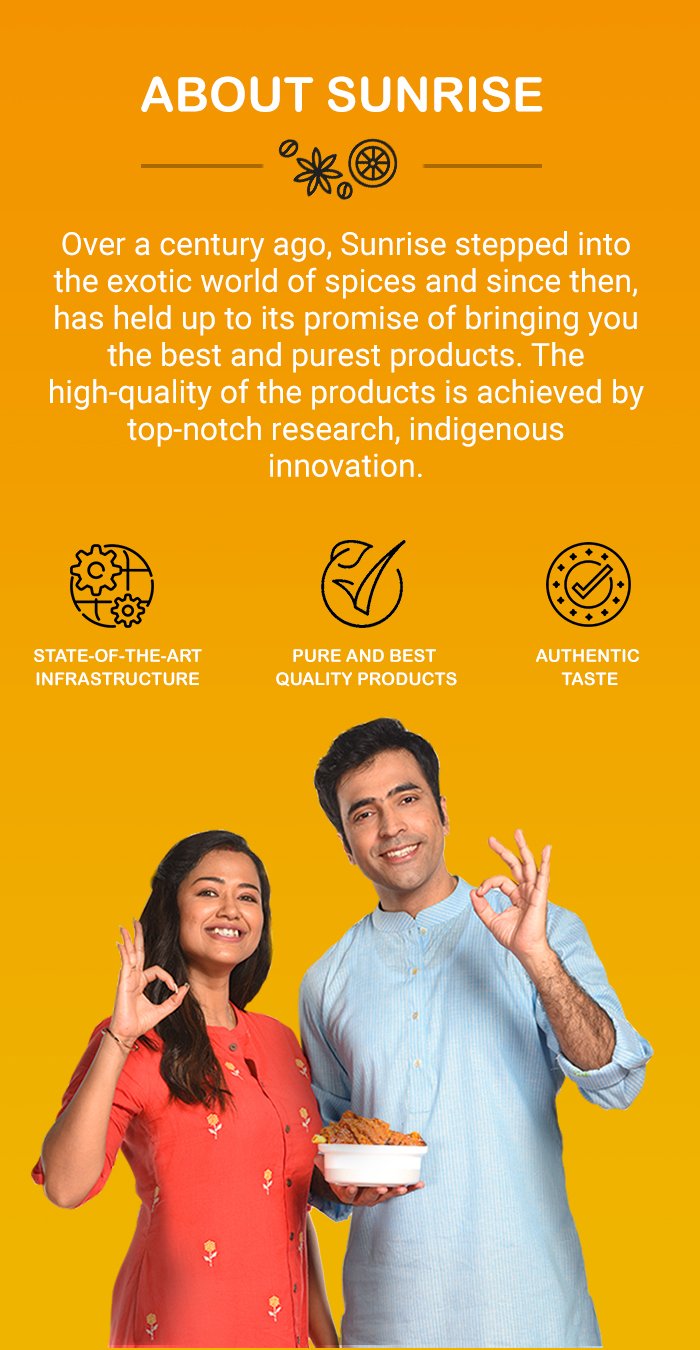 ABOUT SUNRISE
Over a century ago, Sunrise stepped into
the exotic world of spices and since then,
has held up to its promise of bringing you
the best and purest products. The
high-quality of the products is achieved by
top-notch research, indigenous
innovation.
STATE-OF-THE-ART
INFRASTRUCTURE
PURE AND BEST
QUALITY PRODUCTS
AUTHENTIC
TASTE